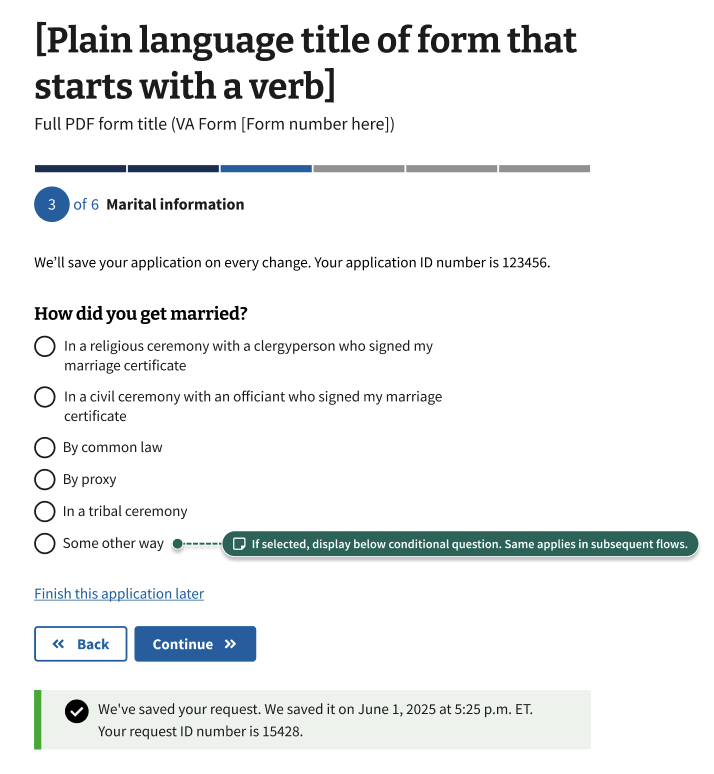 [Plain language title of form that
starts with a verb]
Full PDF form title (VA Form [Form number here])
3 of 6 Marital information
We’ll save your application on every change. Your application ID number is 123456.
How did you get married?
In a religious ceremony with a clergyperson who signed my
marriage certificate
In a civil ceremony with an officiant who signed my marriage
certificate
By common law
By proxy
In a tribal ceremony
Some other way
If selected, display below conditional question. Same applies in subsequent flows.
Finish this application later
Back
Continue
We've saved your request. We saved it on June 1, 2025 at 5:25 p.m. ET.
Your request ID number is 15428.